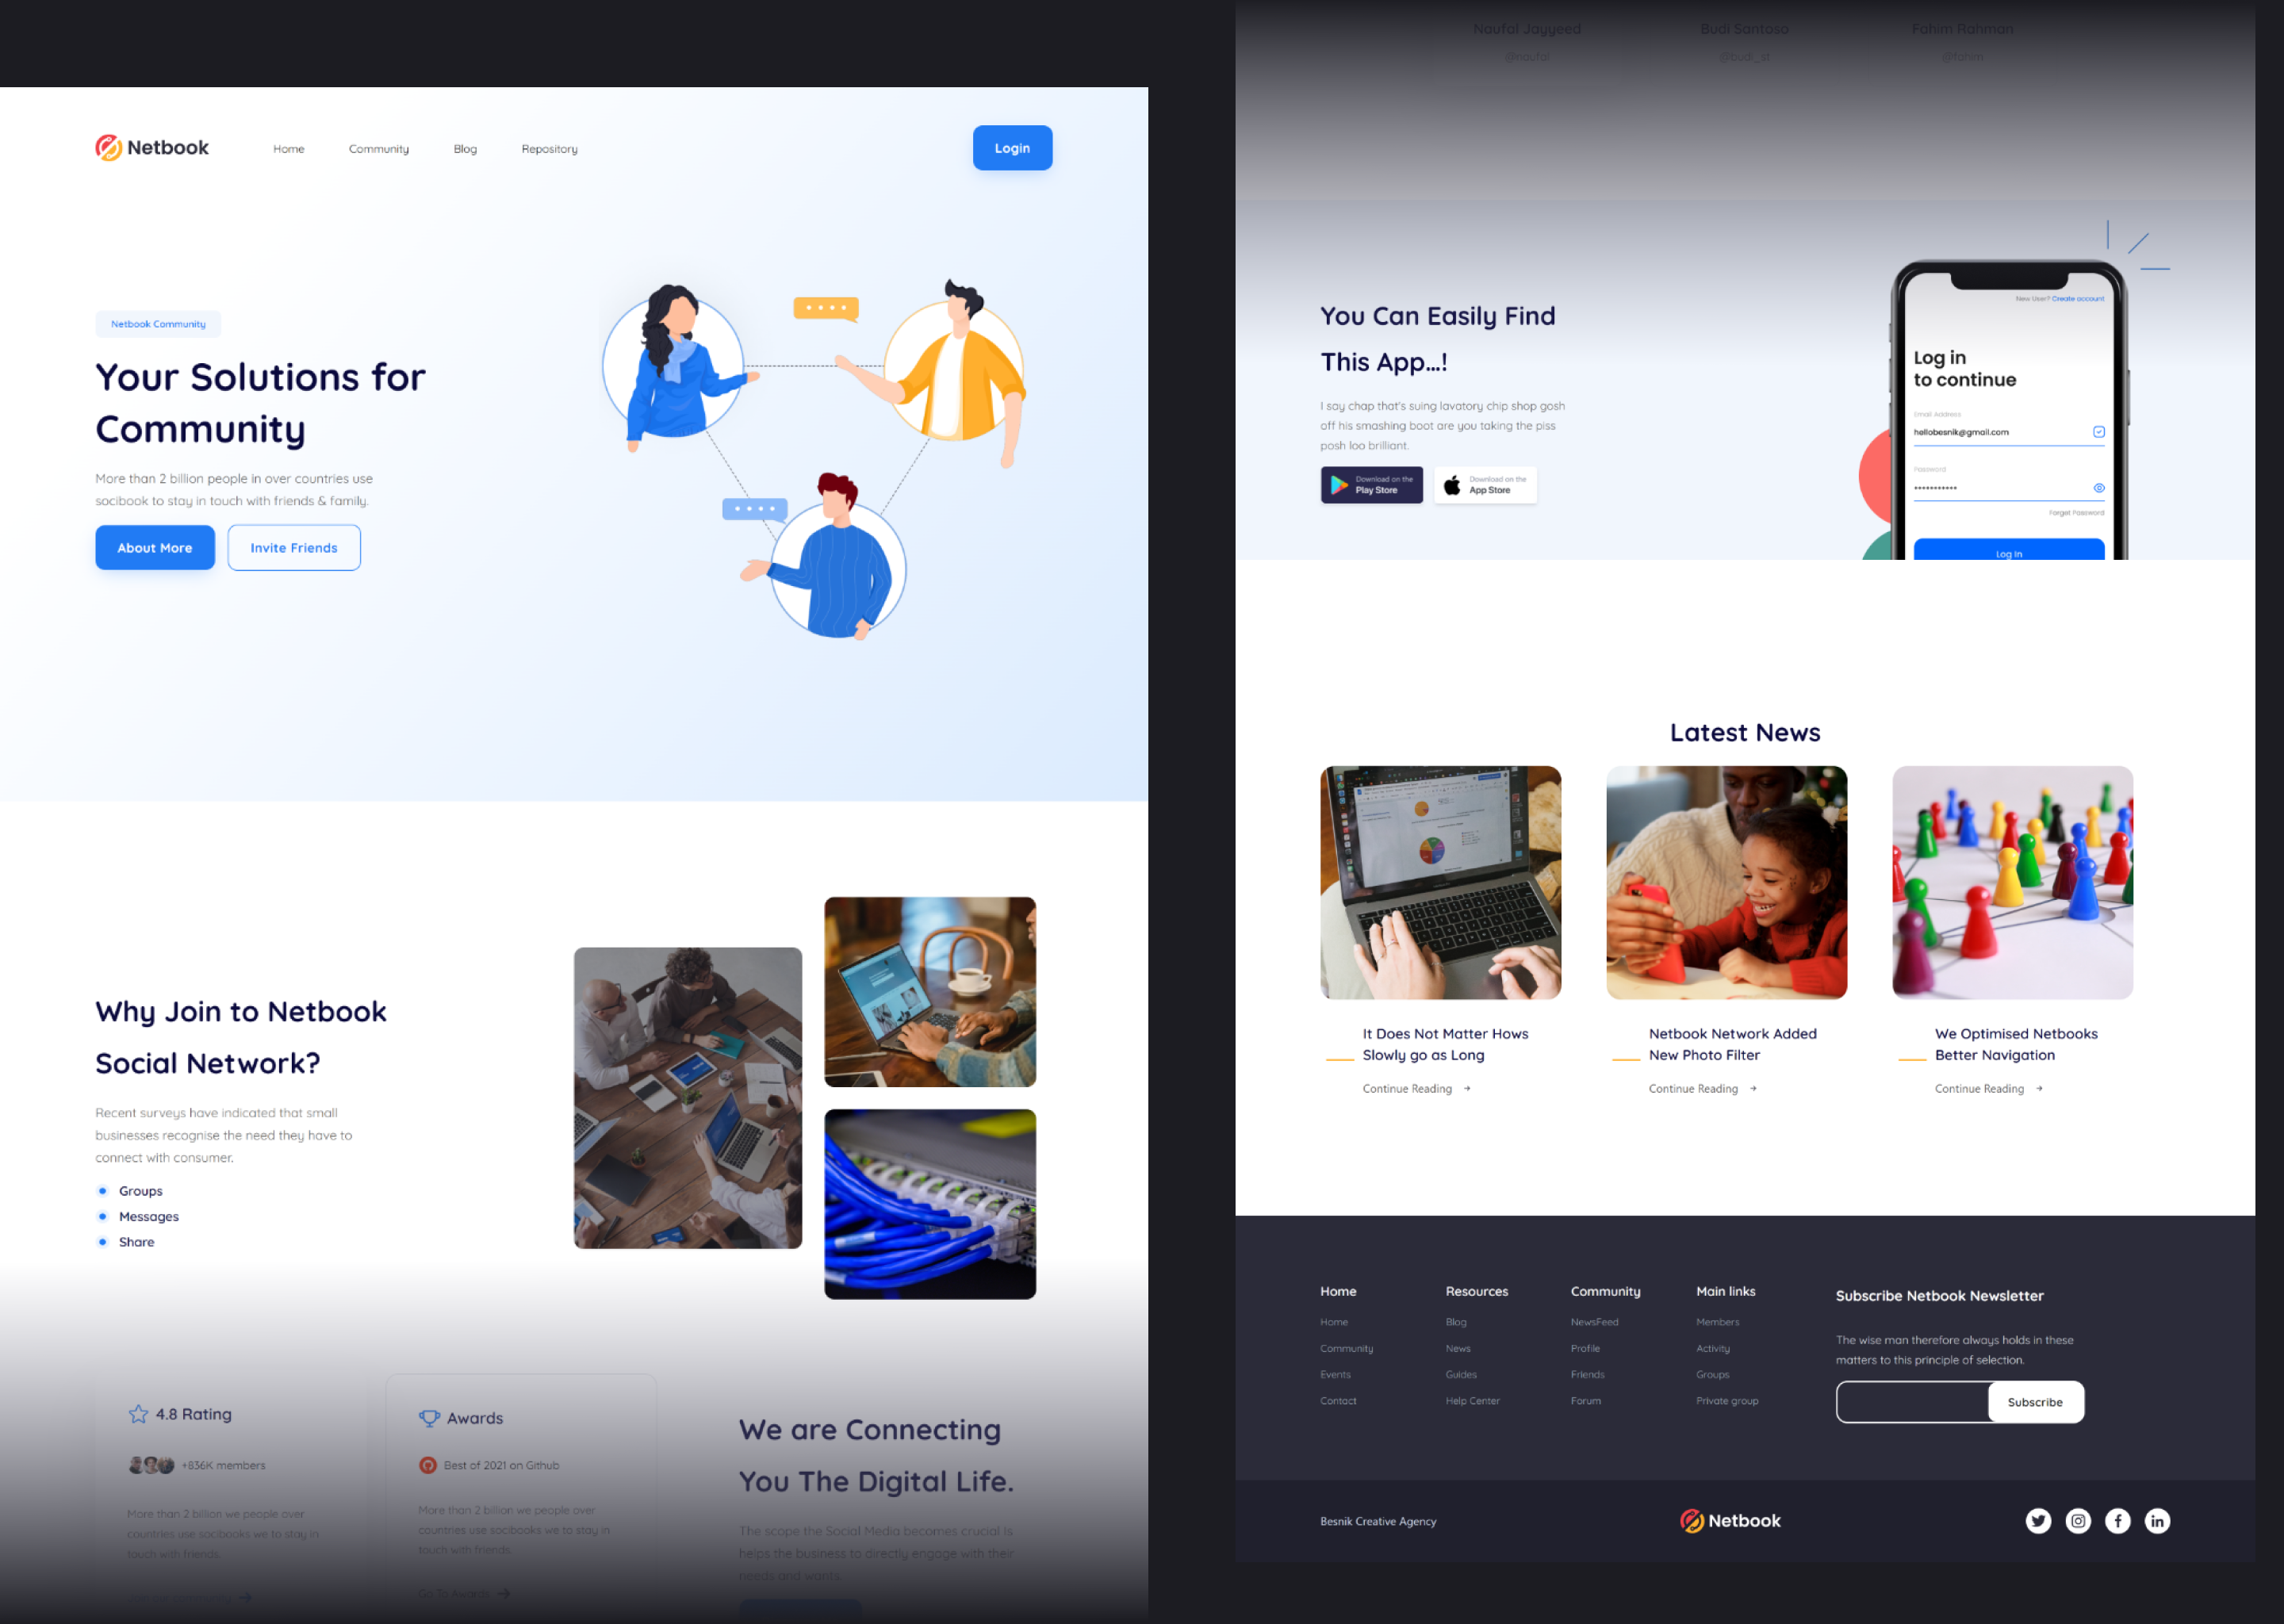 Netbook
Home
Community
Blog
Repository
Login
Netbook Community
Your Solutions for
Community
More than 2 billion people in over countries use
socibook to stay in touch with friends & family.
About More
Invite Friends
Why Join to Netbook
Social Network?
Recent surveys have indicated that small
businesses recognise the need they have to
connect with consumer.
Groups
Messages
Share
4.8 Rating
+836K members
More than 2 billion we people over
countries use socibooks we to stay in
touch with friends.
Awards
Best of 2021 on Github
More than 2 billion we people over
countries use socibooks we to stay in
touch with friends.
Go To Awards
We are Connecting
You The Digital Life.
The scope the Social Media becomes crucial is
helps the business to directly engage with their
needs and wants.
Naufal Jayyeed
@naufal
Budi Santoso
@budi_st
Fahim Rahman
@fahim
You Can Easily Find
This App...!
I say chap that's suing lavatory chip shop gosh
off his smashing boot are you taking the piss
posh loo brilliant.
Download on the
Play Store
Download on the
App Store
New User? Create account
Log in
to continue
Email Address
hellobesnik@gmail.com
Password
Forget Password
Log In
Latest News
It Does Not Matter Hows
Slowly go as Long
Continue Reading
Netbook Network Added
New Photo Filter
Continue Reading
We Optimised Netbooks
Better Navigation
Continue Reading
Home
Home
Community
Events
Contact
Resources
Blog
News
Guides
Help Center
Community
NewsFeed
Profile
Friends
Forum
Main links
Members
Activity
Groups
Private group
Subscribe Netbook Newsletter
The wise man therefore always holds in these
matters to this principle of selection.
Subscribe
Besnik Creative Agency
Netbook